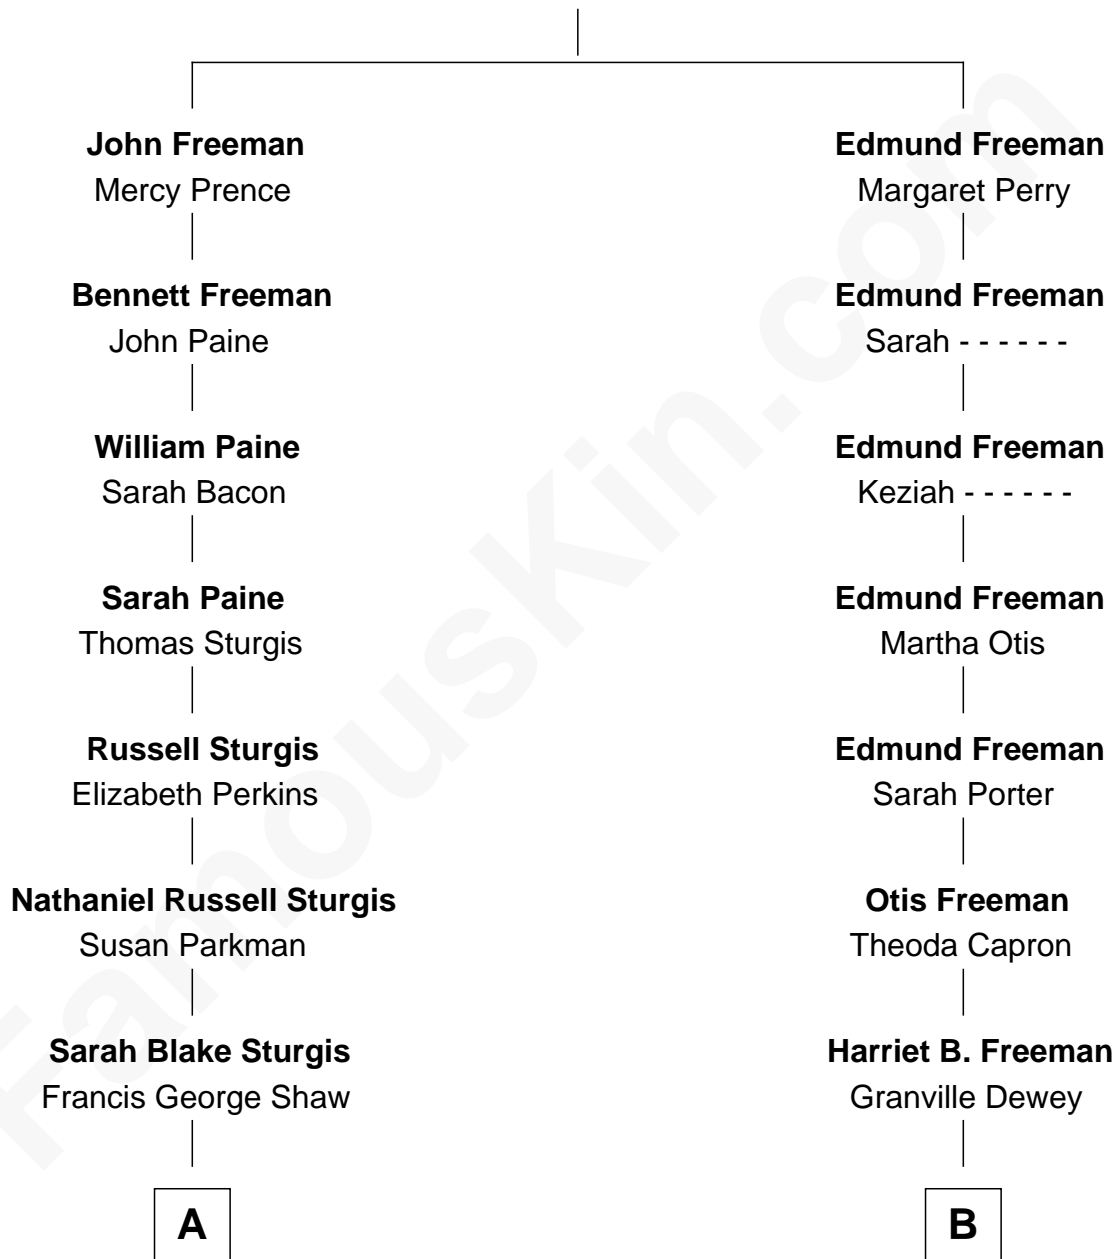 John Freeman
Mercy Prence
Bennett Freeman
John Paine
William Paine
Sarah Bacon
Sarah Paine
Thomas Sturgis
Russell Sturgis
Elizabeth Perkins
Nathaniel Russell Sturgis
Susan Parkman
Sarah Blake Sturgis
Francis George Shaw
A
Edmund Freeman
Margaret Perry
Edmund Freeman
Sarah - - - - - -
Edmund Freeman
Keziah - - - - - -
Edmund Freeman
Martha Otis
Edmund Freeman
Sarah Porter
Otis Freeman
Theoda Capron
Harriet B. Freeman
Granville Dewey
B
FamousKin.com